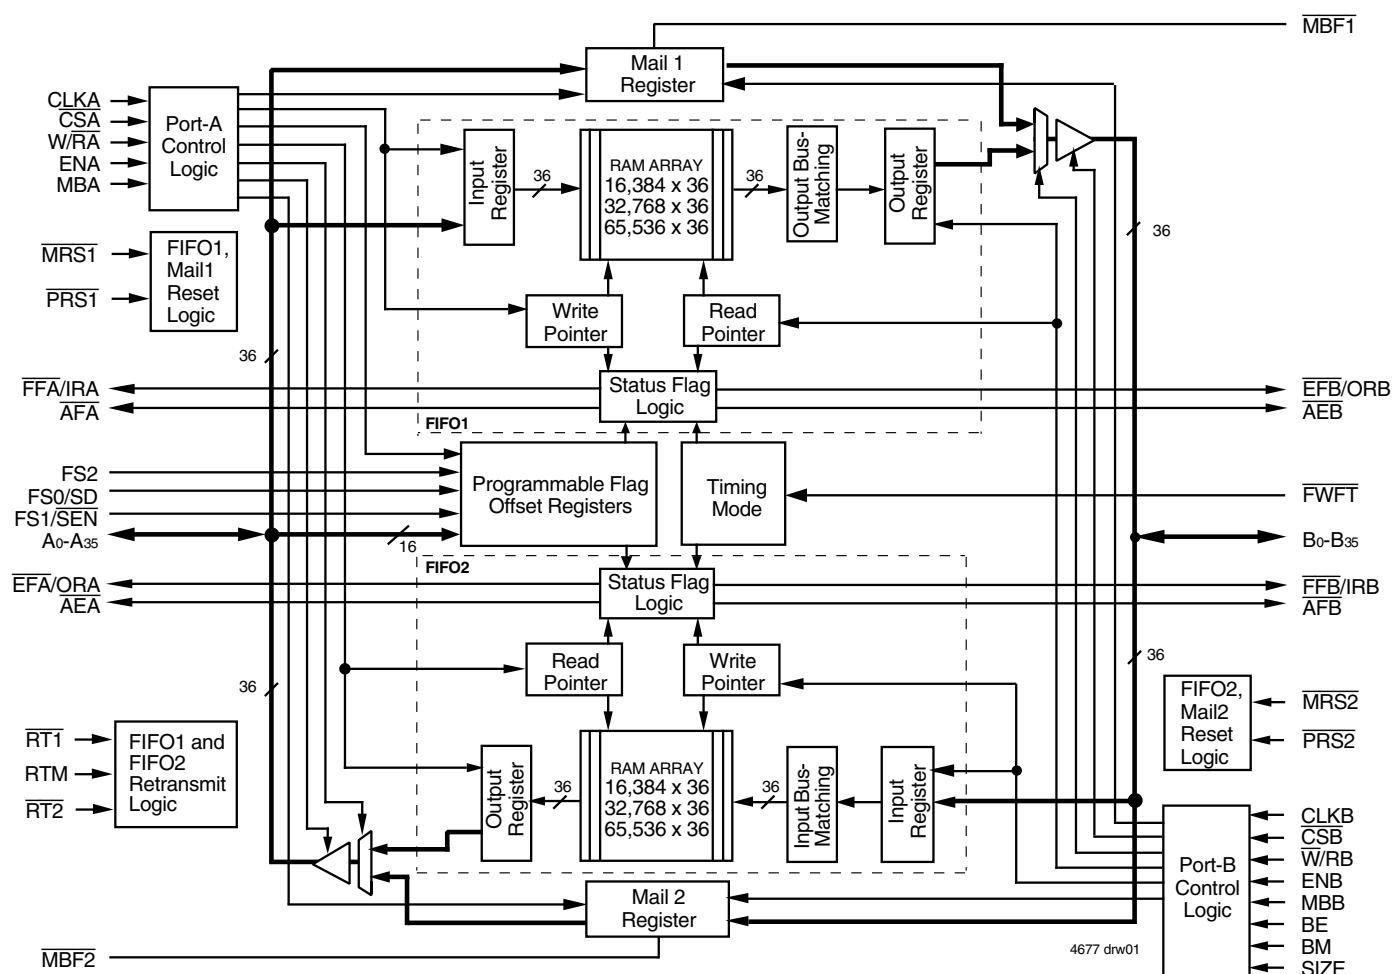 MBF1
Mail 1
Register
CLKA
CSA
W/RA
ENA
MBA
Port-A
Control
Logic
Input
Register
36
RAM ARRAY
16,384 x 36
32,768 x 36
65,536 x 36
36
Output Bus-
Matching
Output
Register
36
MRS1
PRS1
FIFO1,
Mail1
Reset
Logic
Write
Pointer
Read
Pointer
36
FFA/IRA
AFA
Status Flag
Logic
EFB/ORB
AEB
FIFO1
FS2
FS0/SD
FS1/SEN
A0-A35
16
Programmable Flag
Offset Registers
Timing
Mode
FWFT
B0-B35
FIFO2
EFA/ORA
AEA
Status Flag
Logic
FFB/IRB
AFB
Read
Pointer
Write
Pointer
36
36
FIFO2,
Mail2
Reset
Logic
MRS2
PRS2
RT1
RTM
RT2
FIFO1 and
FIFO2
Retransmit
Logic
Output
Register
36
RAM ARRAY
16,384 x 36
32,768 x 36
65,536 x 36
36
Input Bus-
Matching
Input
Register
Port-B
Control
Logic
CLKB
CSB
W/RB
ENB
MBB
BE
BM
SIZE
Mail 2
Register
MBF2
4677 drw01